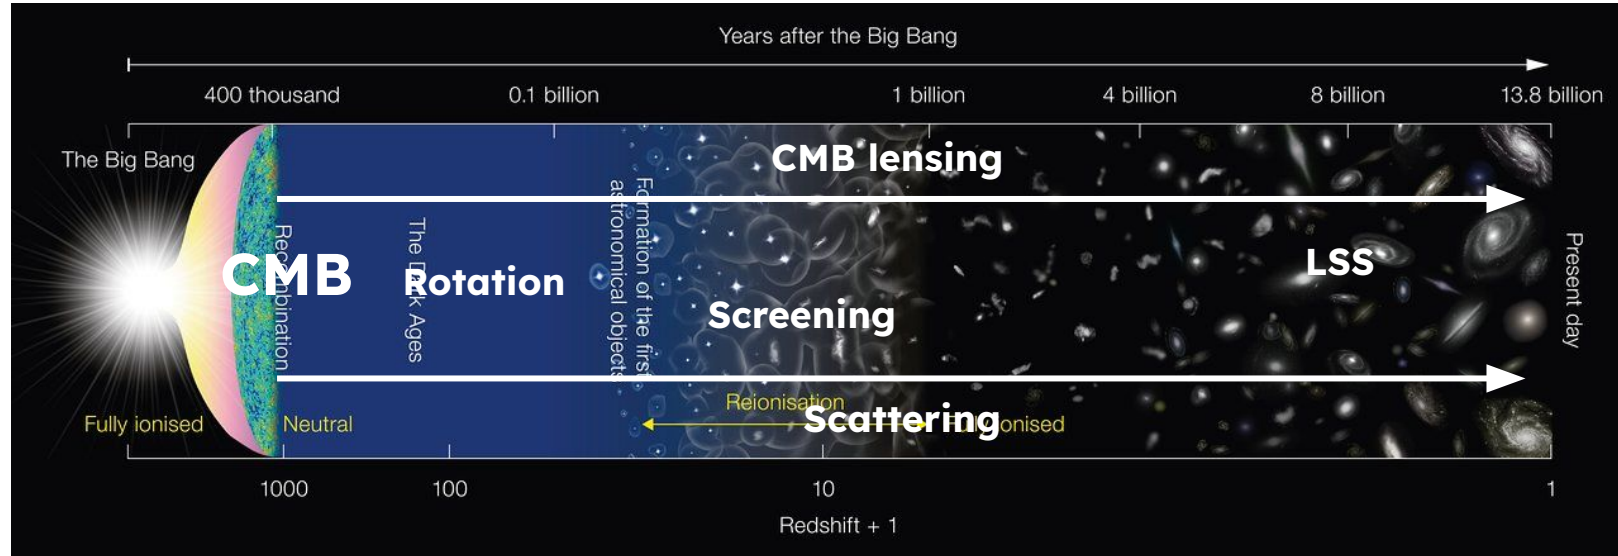 Years after the Big Bang
400 thousand
0.1 billion
1 billion
4 billion
8 billion
13.8 billion
The Big Bang
CMB lensing
Recombination
CMB
The Dark Ages
Rotation
Formation of the first
astronomical objects
Screening
LSS
Present day
Fully ionised
Neutral
Reionisation
Scattering
Fully ionised
1000
100
10
1
Redshift + 1